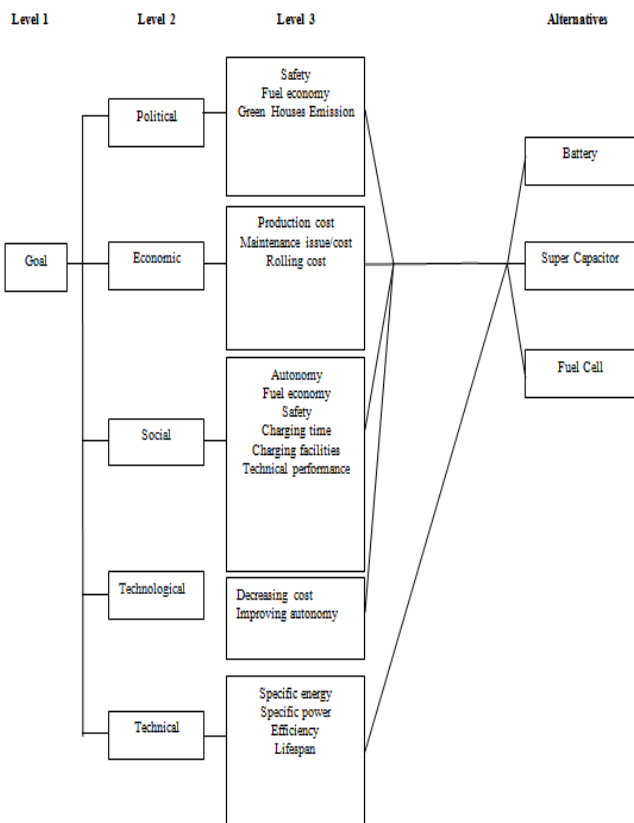 Level 1
Level 2
Level 3
Alternatives
Goal
Political
Economic
Social
Technological
Technical
Safety
Fuel economy
Green Houses Emission
Production cost
Maintenance issue/cost
Rolling cost
Autonomy
Fuel economy
Safety
Charging time
Charging facilities
Technical performance
Decreasing cost
Improving autonomy
Specific energy
Specific power
Efficiency
Lifespan
Battery
Super Capacitor
Fuel Cell